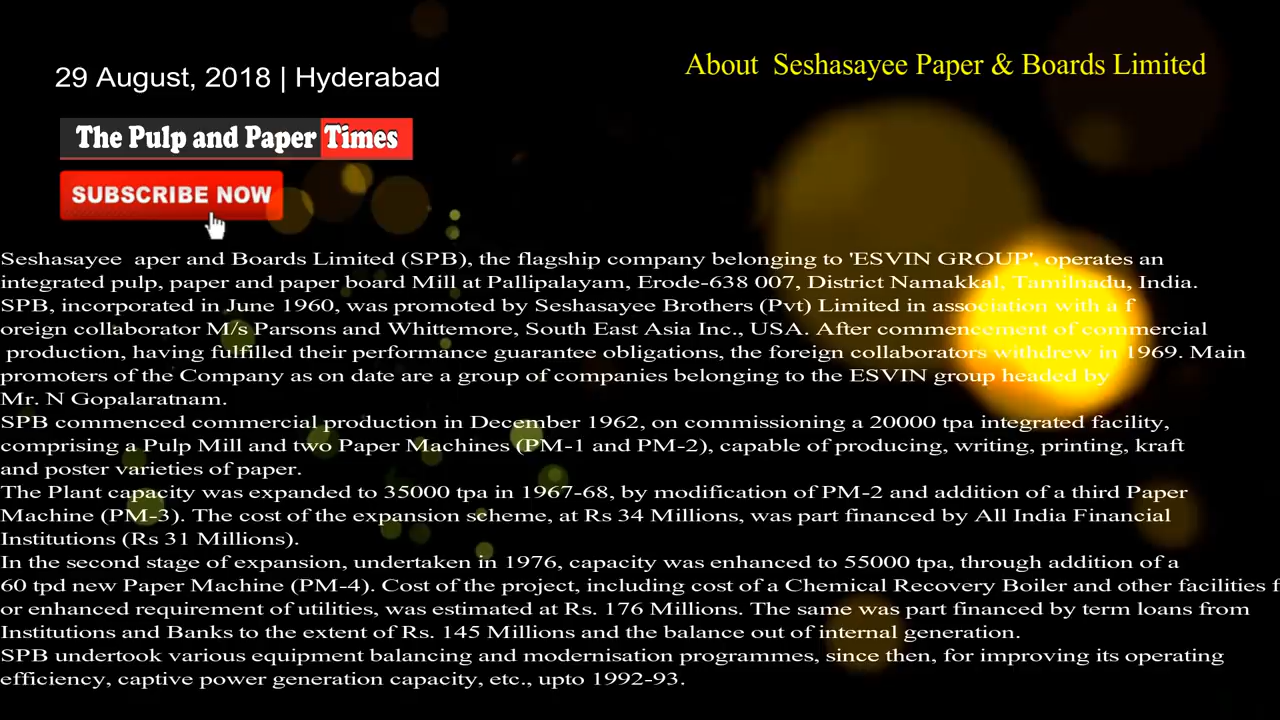 29 August, 2018 | Hyderabad
About Seshasayee Paper & Boards Limited
The Pulp and Paper Times
SUBSCRIBE NOW
Seshasayee aper and Boards Limited (SPB), the flagship company belonging to 'ESVIN GROUP', operates an
integrated pulp, paper and paper board Mill at Pallipalayam, Erode-638 007, District Namakkal, Tamilnadu, India.
SPB, incorporated in June 1960, was promoted by Seshasayee Brothers (Pvt) Limited in association with a f
oreign collaborator M/s Parsons and Whittemore, South East Asia Inc., USA. After commencement of commercial
production, having fulfilled their performance guarantee obligations, the foreign collaborators withdrew in 1969. Main
promoters of the Company as on date are a group of companies belonging to the ESVIN group headed by
Mr. N Gopalaratnam.
SPB commenced commercial production in December 1962, on commissioning a 20000 tpa integrated facility,
comprising a Pulp Mill and two Paper Machines (PM-1 and PM-2), capable of producing, writing, printing, kraft
and poster varieties of paper.
The Plant capacity was expanded to 35000 tpa in 1967-68, by modification of PM-2 and addition of a third Paper
Machine (PM-3). The cost of the expansion scheme, at Rs 34 Millions, was part financed by All India Financial
Institutions (Rs 31 Millions).
In the second stage of expansion, undertaken in 1976, capacity was enhanced to 55000 tpa, through addition of a
60 tpd new Paper Machine (PM-4). Cost of the project, including cost of a Chemical Recovery Boiler and other facilities f
or enhanced requirement of utilities, was estimated at Rs. 176 Millions. The same was part financed by term loans from
Institutions and Banks to the extent of Rs. 145 Millions and the balance out of internal generation.
SPB undertook various equipment balancing and modernisation programmes, since then, for improving its operating
efficiency, captive power generation capacity, etc., upto 1992-93.